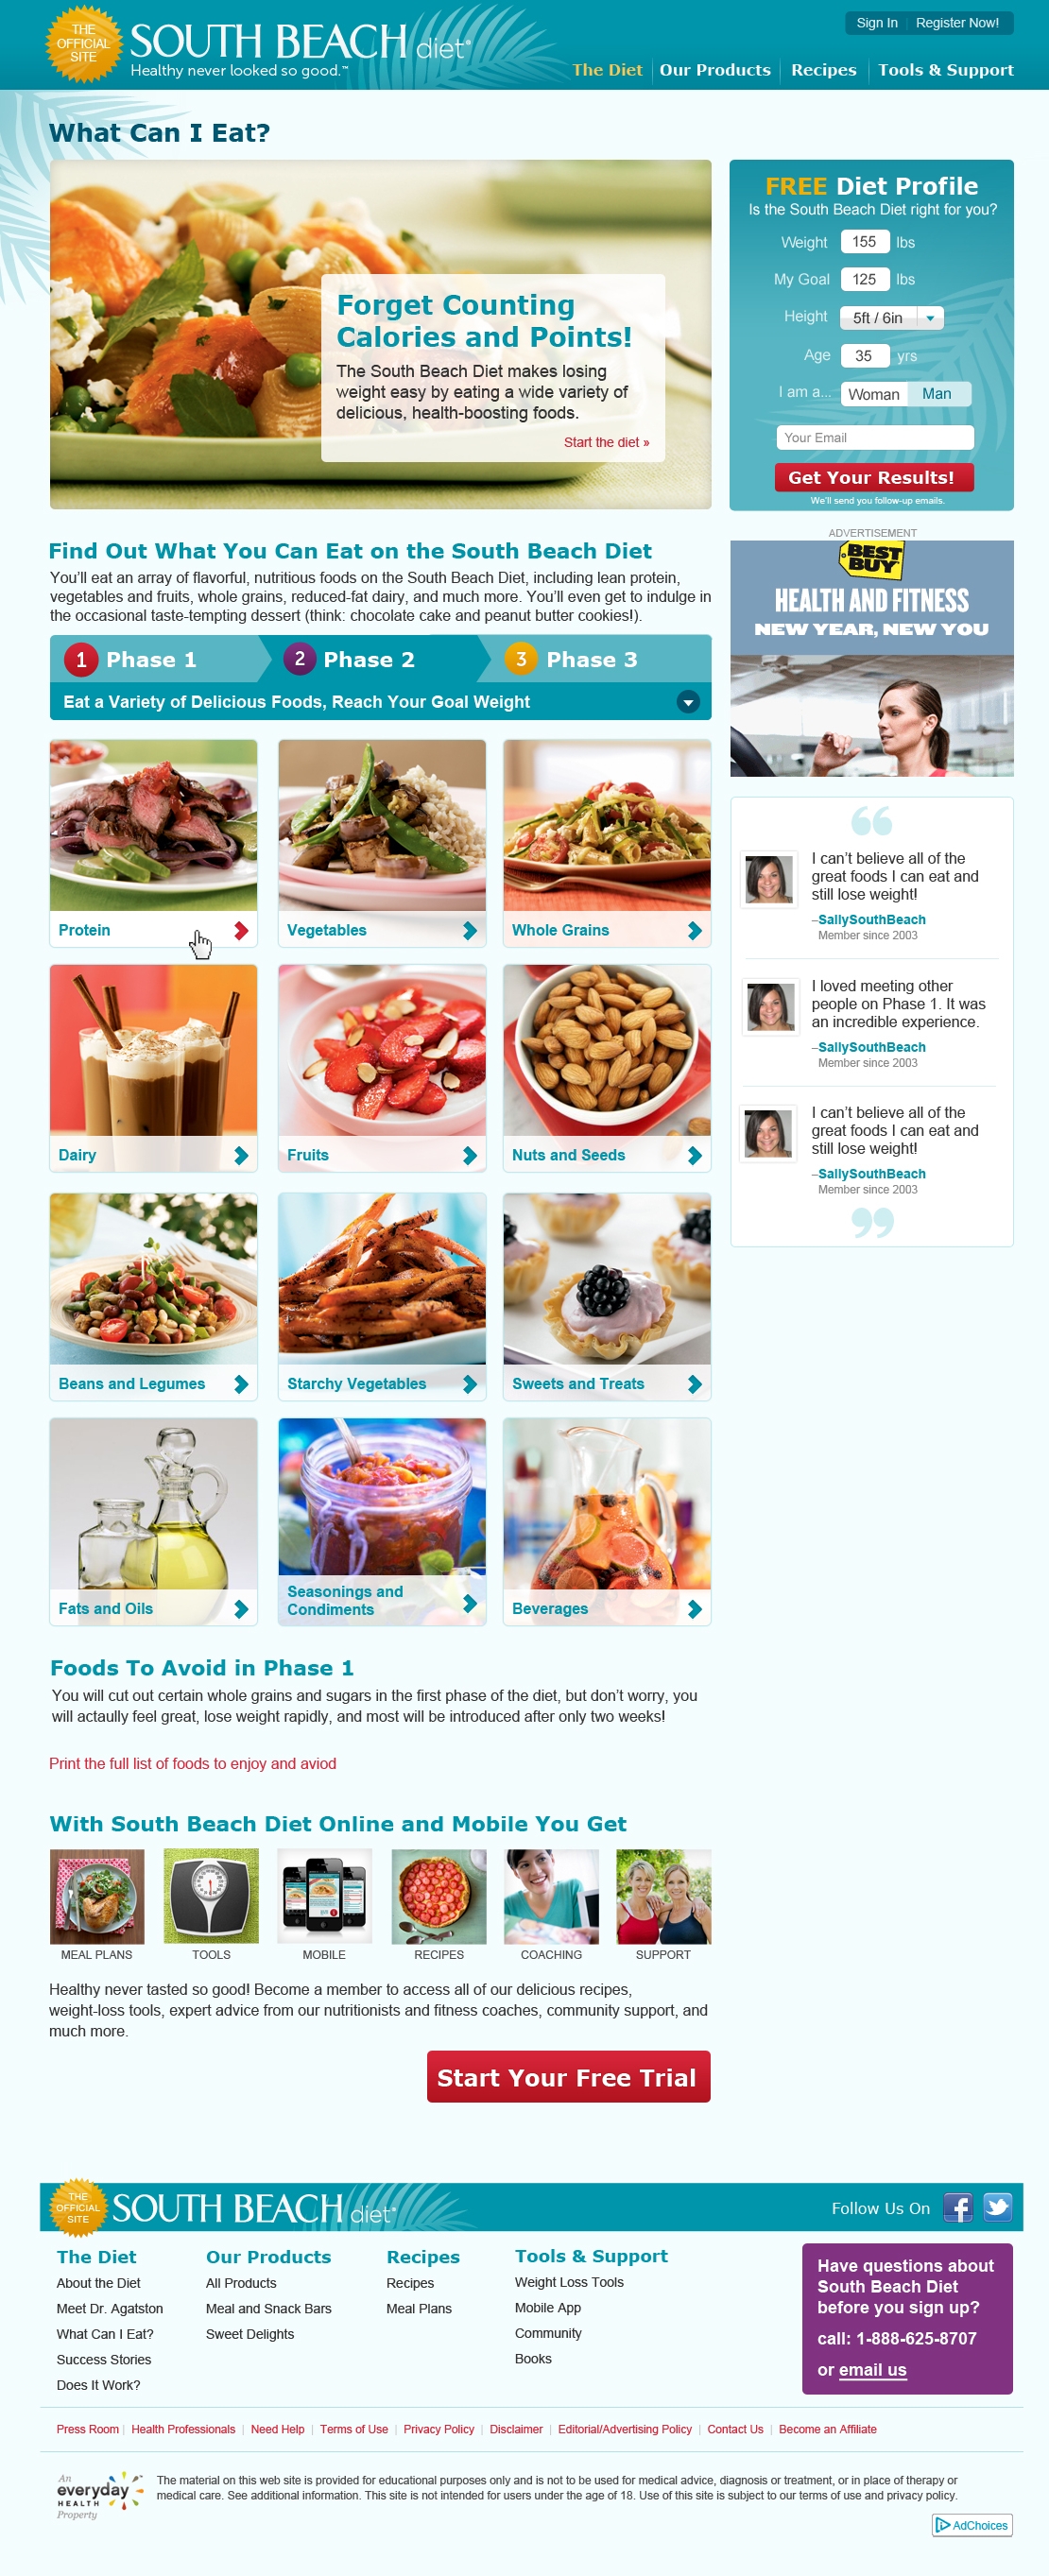 THE
OFFICIAL
SITE
SOUTH BEACH diet®
Healthy never looked so good.™
Sign In
Register Now!
The Diet
Our Products
Recipes
Tools & Support
What Can I Eat?
Forget Counting
Calories and Points!
The South Beach Diet makes losing
weight easy by eating a wide variety of
delicious, health-boosting foods.
Start the diet »
FREE Diet Profile
Is the South Beach Diet right for you?
Weight 155 lbs
My Goal 125 lbs
Height 5ft / 6in
Age 35 yrs
I am a... Woman Man
Your Email
Get Your Results!
We'll send you follow-up emails.
Find Out What You Can Eat on the South Beach Diet
You'll eat an array of flavorful, nutritious foods on the South Beach Diet, including lean protein,
vegetables and fruits, whole grains, reduced-fat dairy, and much more. You'll even get to indulge in
the occasional taste-tempting dessert (think: chocolate cake and peanut butter cookies!).
1 Phase 1
2 Phase 2
3 Phase 3
Eat a Variety of Delicious Foods, Reach Your Goal Weight
Protein
Vegetables
Whole Grains
Dairy
Fruits
Nuts and Seeds
Beans and Legumes
Starchy Vegetables
Sweets and Treats
Fats and Oils
Seasonings and
Condiments
Beverages
ADVERTISEMENT
BEST
BUY
HEALTH AND FITNESS
NEW YEAR, NEW YOU
“
I can't believe all of the
great foods I can eat and
still lose weight!
–SallySouthBeach
Member since 2003
I loved meeting other
people on Phase 1. It was
an incredible experience.
–SallySouthBeach
Member since 2003
I can't believe all of the
great foods I can eat and
still lose weight!
–SallySouthBeach
Member since 2003
”
Foods To Avoid in Phase 1
You will cut out certain whole grains and sugars in the first phase of the diet, but don't worry, you
will actaully feel great, lose weight rapidly, and most will be introduced after only two weeks!
Print the full list of foods to enjoy and aviod
With South Beach Diet Online and Mobile You Get
MEAL PLANS
TOOLS
MOBILE
RECIPES
COACHING
SUPPORT
Healthy never tasted so good! Become a member to access all of our delicious recipes,
weight-loss tools, expert advice from our nutritionists and fitness coaches, community support, and
much more.
Start Your Free Trial
THE
OFFICIAL
SITE
SOUTH BEACH diet®
Follow Us On
The Diet
About the Diet
Meet Dr. Agatston
What Can I Eat?
Success Stories
Does It Work?
Our Products
All Products
Meal and Snack Bars
Sweet Delights
Recipes
Recipes
Meal Plans
Tools & Support
Weight Loss Tools
Mobile App
Community
Books
Have questions about
South Beach Diet
before you sign up?
call: 1-888-625-8707
or email us
Press Room | Health Professionals | Need Help | Terms of Use | Privacy Policy | Disclaimer | Editorial/Advertising Policy | Contact Us | Become an Affiliate
An
everyday
HEALTH
Property
The material on this web site is provided for educational purposes only and is not to be used for medical advice, diagnosis or treatment, or in place of therapy or
medical care. See additional information. This site is not intended for users under the age of 18. Use of this site is subject to our terms of use and privacy policy.
AdChoices